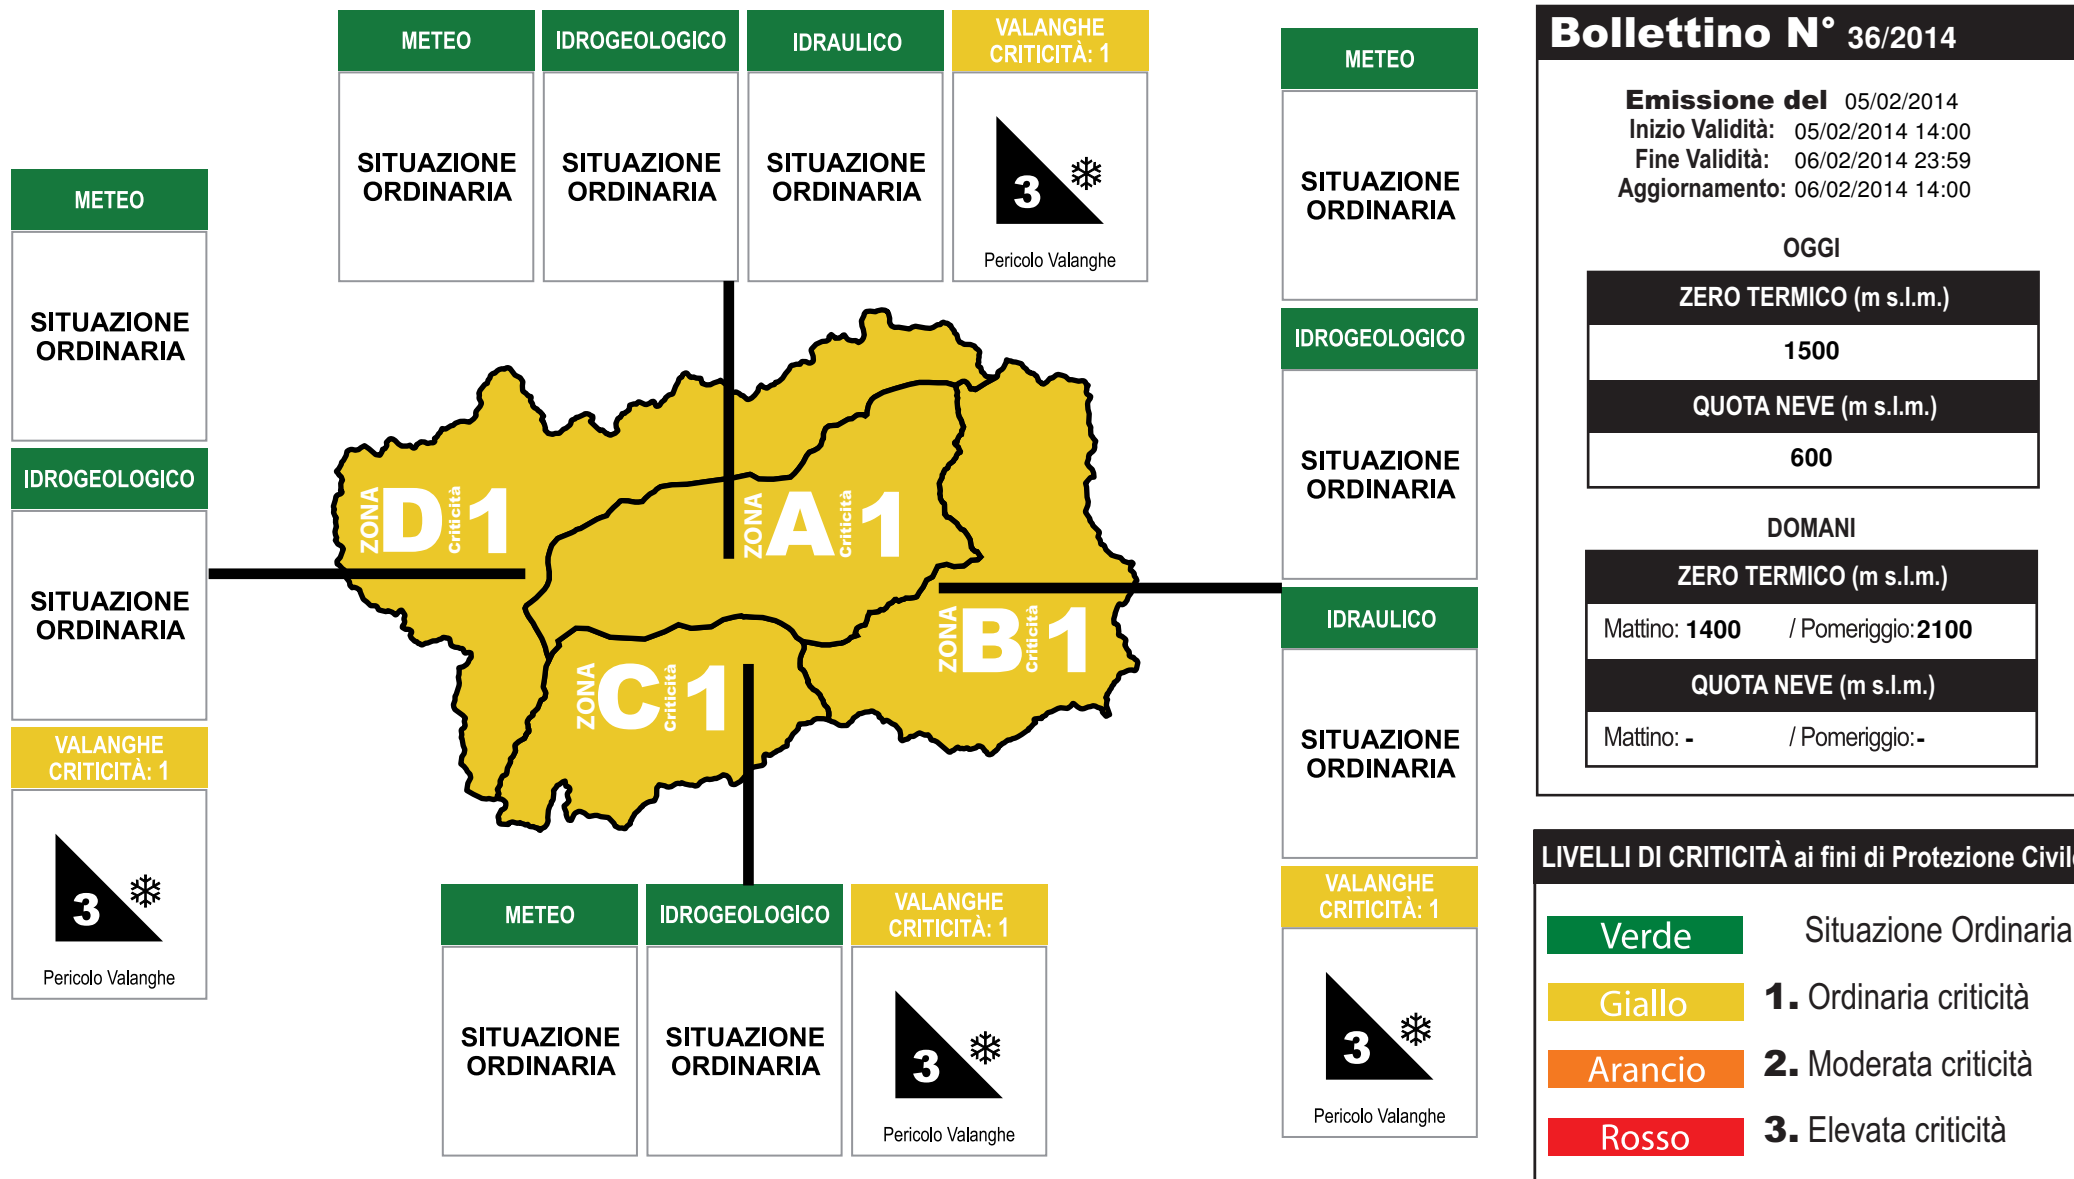 METEO
SITUAZIONE
ORDINARIA
IDROGEOLOGICO
SITUAZIONE
ORDINARIA
VALANGHE
CRITICITÀ: 1
3
Pericolo Valanghe
METEO
SITUAZIONE
ORDINARIA
IDROGEOLOGICO
SITUAZIONE
ORDINARIA
IDRAULICO
SITUAZIONE
ORDINARIA
VALANGHE
CRITICITÀ: 1
3
Pericolo Valanghe
ZONA D Criticità 1
ZONA A Criticità 1
ZONA B Criticità 1
ZONA C Criticità 1
METEO
SITUAZIONE
ORDINARIA
IDROGEOLOGICO
SITUAZIONE
ORDINARIA
VALANGHE
CRITICITÀ: 1
3
Pericolo Valanghe
METEO
SITUAZIONE
ORDINARIA
IDROGEOLOGICO
SITUAZIONE
ORDINARIA
IDRAULICO
SITUAZIONE
ORDINARIA
VALANGHE
CRITICITÀ: 1
3
Pericolo Valanghe
Bollettino N° 36/2014
Emissione del 05/02/2014
Inizio Validità: 05/02/2014 14:00
Fine Validità: 06/02/2014 23:59
Aggiornamento: 06/02/2014 14:00
OGGI
ZERO TERMICO (m s.l.m.)
1500
QUOTA NEVE (m s.l.m.)
600
DOMANI
ZERO TERMICO (m s.l.m.)
Mattino: 1400 / Pomeriggio: 2100
QUOTA NEVE (m s.l.m.)
Mattino: - / Pomeriggio: -
LIVELLI DI CRITICITÀ ai fini di Protezione Civile
Verde Situazione Ordinaria
Giallo 1. Ordinaria criticità
Arancio 2. Moderata criticità
Rosso 3. Elevata criticità